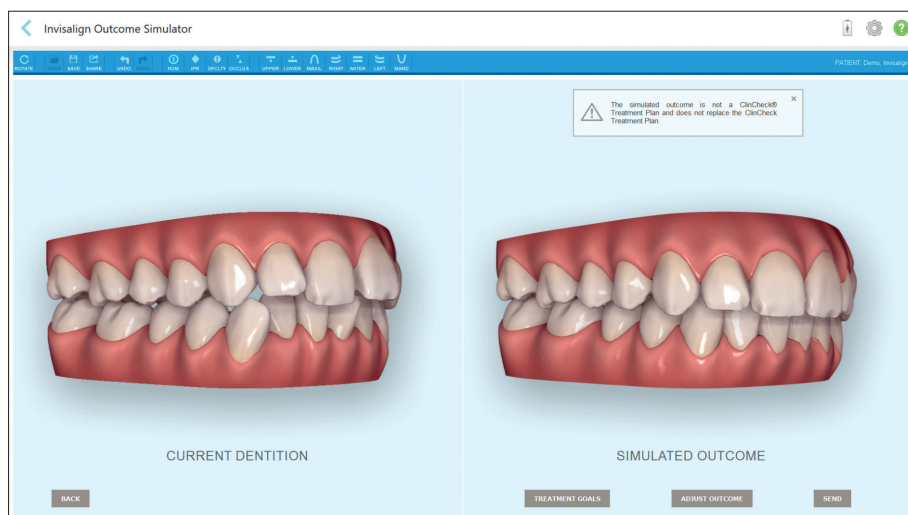 Invisalign Outcome Simulator
ROTATE SAVE SHARE UNDO NUM IPR OPCLTY OCCLUS UPPER LOWER MAXIL RIGHT ANTER LEFT MAND
PATIENT: Demo, Invisalign
The simulated outcome is not a ClinCheck®
Treatment Plan and does not replace the ClinCheck
Treatment Plan.
CURRENT DENTITION
SIMULATED OUTCOME
BACK
TREATMENT GOALS
ADJUST OUTCOME
SEND